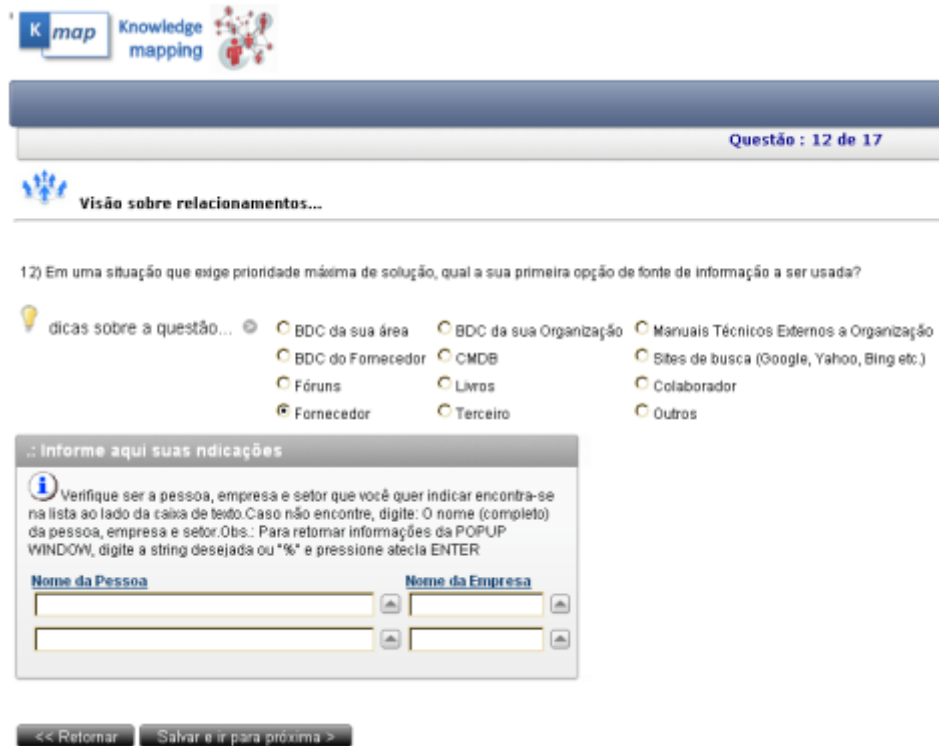 K map Knowledge
mapping
Questão : 12 de 17
Visão sobre relacionamentos...
12) Em uma situação que exige prioridade máxima de solução, qual a sua primeira opção de fonte de informação a ser usada?
dicas sobre a questão... BDC da sua área BDC da sua Organização Manuais Técnicos Externos a Organização
BDC do Fornecedor CMDB Sites de busca (Google, Yahoo, Bing etc.)
Fóruns Livros Colaborador
Fornecedor Terceiro Outros
.: Informe aqui suas ndicações
Verifique ser a pessoa, empresa e setor que você quer indicar encontra-se
na lista ao lado da caixa de texto.Caso não encontre, digite: O nome (completo)
da pessoa, empresa e setor.Obs.: Para retornar informações da POPUP
WINDOW, digite a string desejada ou "%" e pressione atecla ENTER
Nome da Pessoa Nome da Empresa
<< Retornar Salvar e ir para próxima >